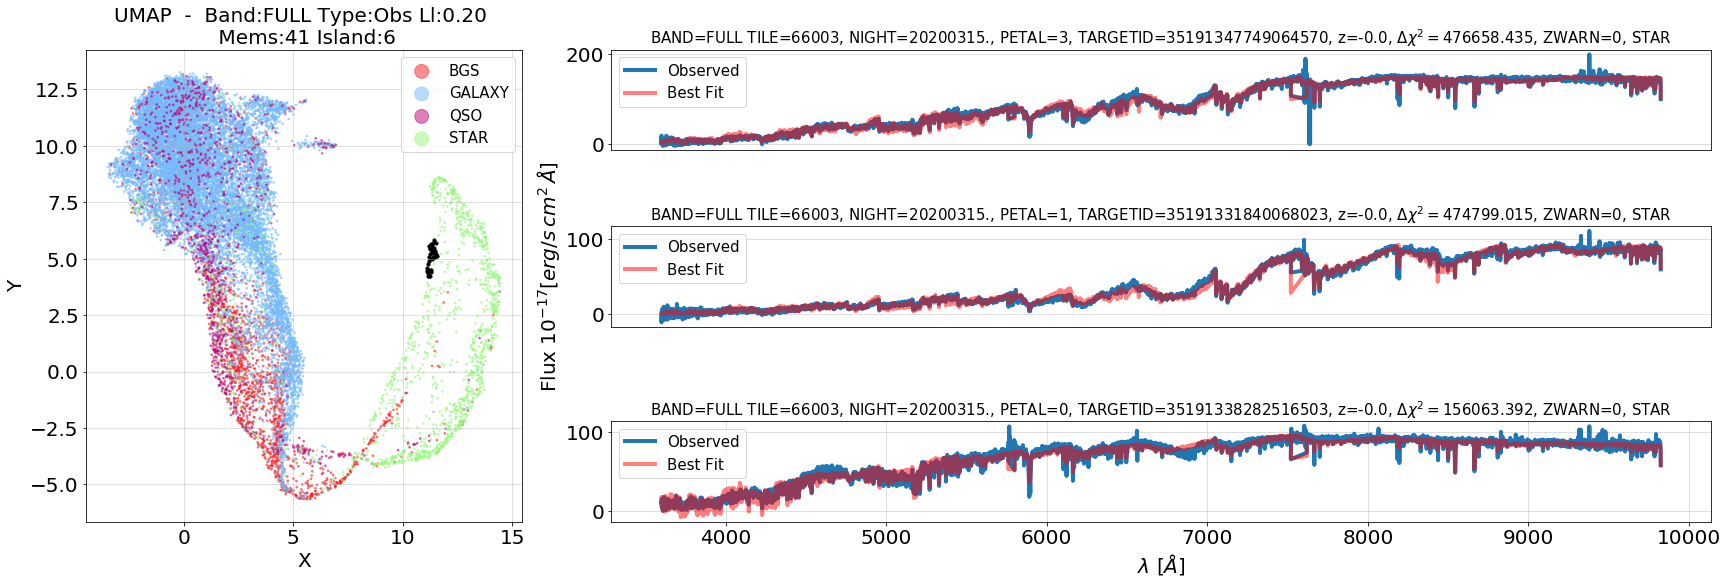 UMAP - Band:FULL Type:Obs Ll:0.20
Mems:41 Island:6
BGS
GALAXY
QSO
STAR
12.5
10.0
7.5
5.0
2.5
0.0
−2.5
−5.0
Y
0 5 10 15
X
BAND=FULL TILE=66003, NIGHT=20200315., PETAL=3, TARGETID=35191347749064570, z=-0.0, Δχ² = 476658.435, ZWARN=0, STAR
200
0
Observed
Best Fit
BAND=FULL TILE=66003, NIGHT=20200315., PETAL=1, TARGETID=35191331840068023, z=-0.0, Δχ² = 474799.015, ZWARN=0, STAR
100
0
Observed
Best Fit
Flux 10⁻¹⁷[erg/s cm² Å]
BAND=FULL TILE=66003, NIGHT=20200315., PETAL=0, TARGETID=35191338282516503, z=-0.0, Δχ² = 156063.392, ZWARN=0, STAR
100
0
Observed
Best Fit
4000 5000 6000 7000 8000 9000 10000
λ [Å]